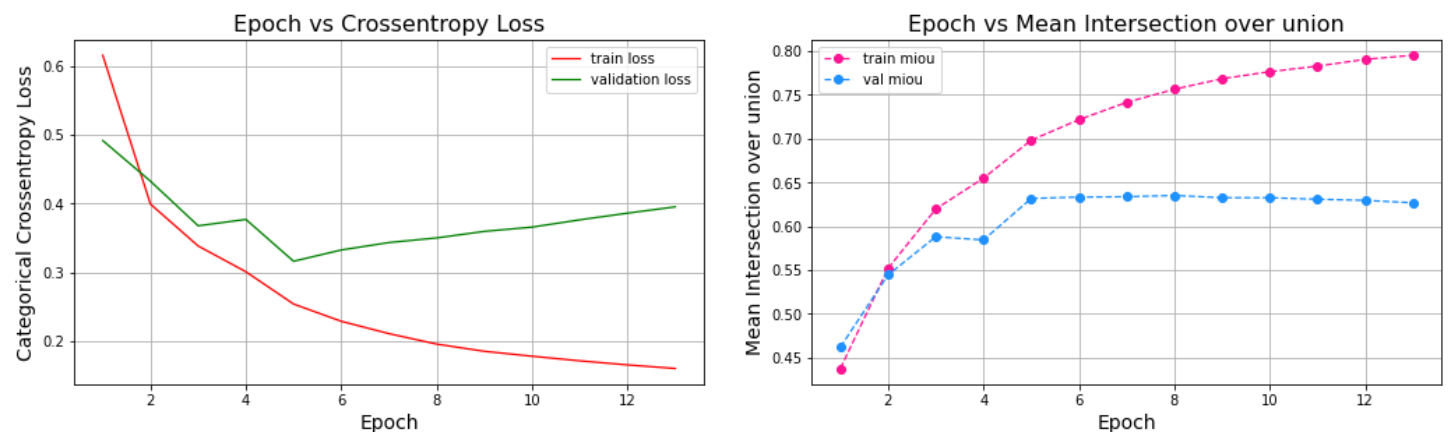 Epoch vs Crossentropy Loss
Categorical Crossentropy Loss
0.6
0.5
0.4
0.3
0.2
train loss
validation loss
2 4 6 8 10 12
Epoch
Epoch vs Mean Intersection over union
Mean Intersection over union
0.80
0.75
0.70
0.65
0.60
0.55
0.50
0.45
train miou
val miou
2 4 6 8 10 12
Epoch